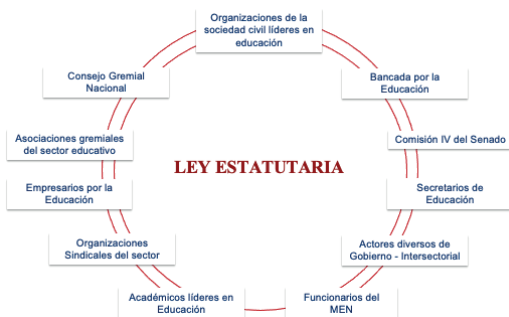 Organizaciones de la
sociedad civil líderes en
educación
Consejo Gremial
Nacional
Bancada por la
Educación
Asociaciones gremiales
del sector educativo
Comisión IV del Senado
LEY ESTATUTARIA
Empresarios por la
Educación
Secretarios de
Educación
Organizaciones
Sindicales del sector
Actores diversos de
Gobierno - Intersectorial
Académicos líderes en
Educación
Funcionarios del
MEN